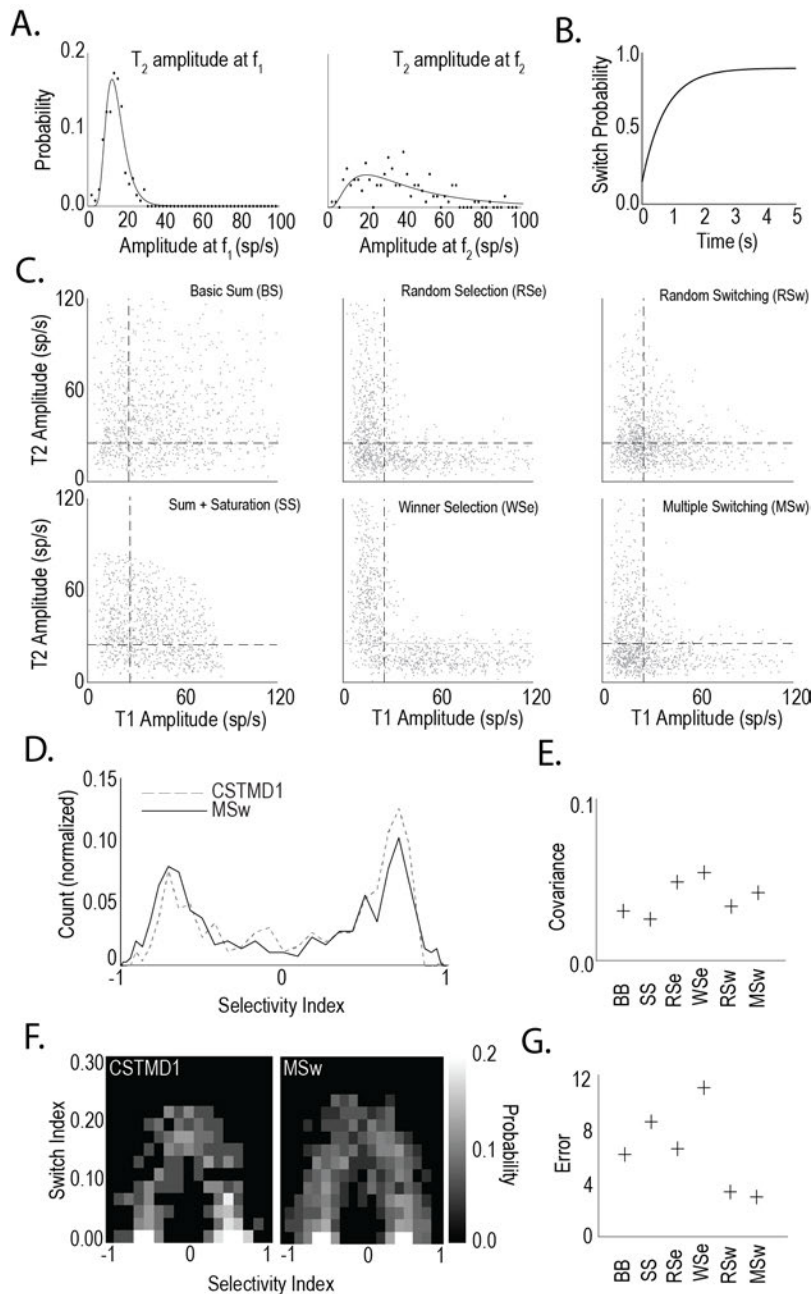 A.
T2 amplitude at f1
T2 amplitude at f2
0.2
0.1
0.0
Probability
0 20 40 60 80 100
Amplitude at f1 (sp/s)
0 20 40 60 80 100
Amplitude at f2 (sp/s)
B.
1.0
0.5
0.0
Switch Probability
0 1 2 3 4 5
Time (s)
C.
Basic Sum (BS)
Random Selection (RSe)
Random Switching (RSw)
120
60
0
T2 Amplitude (sp/s)
Sum + Saturation (SS)
Winner Selection (WSe)
Multiple Switching (MSw)
120
60
0
T2 Amplitude (sp/s)
0 60 120
T1 Amplitude (sp/s)
0 60 120
T1 Amplitude (sp/s)
0 60 120
T1 Amplitude (sp/s)
D.
0.15
0.10
0.05
0
Count (normalized)
CSTMD1
MSw
-1 0 1
Selectivity Index
E.
0.1
0.0
Covariance
BB SS RSe WSe RSw MSw
F.
0.30
0.20
0.10
0.00
Switch Index
CSTMD1
MSw
-1 0 1
-1 0 1
Selectivity Index
0.2
0.1
0.0
Probability
G.
12
8
4
0
Error
BB SS RSe WSe RSw MSw